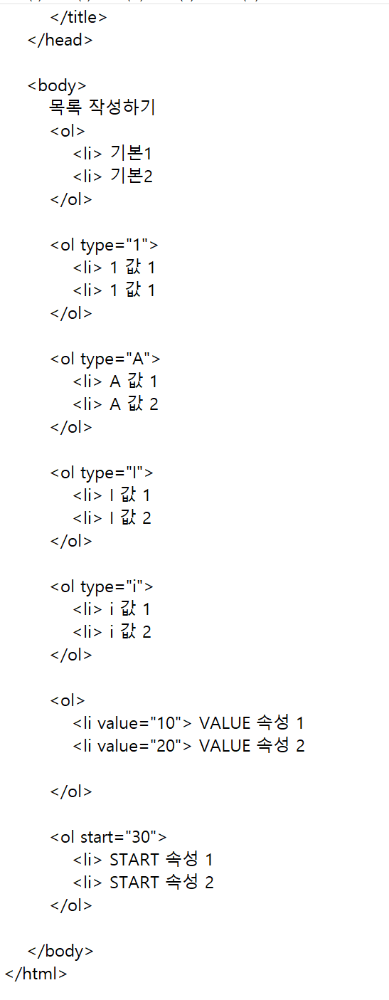 </title>
</head>
<body>
목록 작성하기
<ol>
<li> 기본1
<li> 기본2
</ol>
<ol type="1">
<li> 1 값 1
<li> 1 값 1
</ol>
<ol type="A">
<li> A 값 1
<li> A 값 2
</ol>
<ol type="I">
<li> I 값 1
<li> I 값 2
</ol>
<ol type="i">
<li> i 값 1
<li> i 값 2
</ol>
<ol>
<li value="10"> VALUE 속성 1
<li value="20"> VALUE 속성 2
</ol>
<ol start="30">
<li> START 속성 1
<li> START 속성 2
</ol>
</body>
</html>